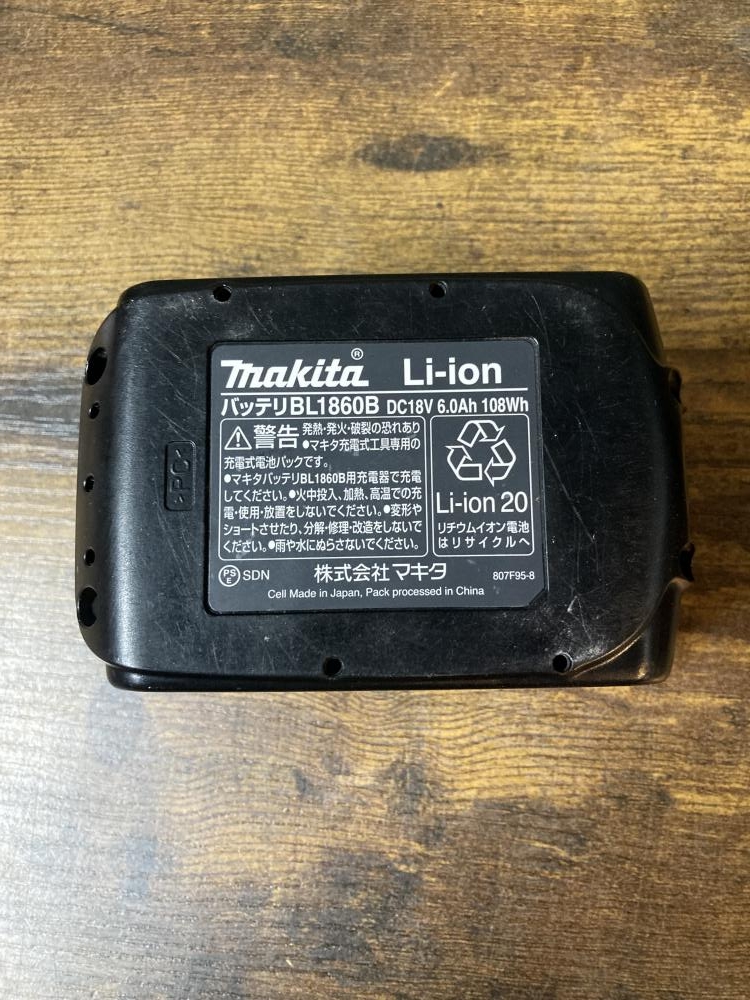 makita® Li-ion
バッテリBL1860B DC18V 6.0Ah 108Wh
警告 発熱・発火・破裂の恐れあり
●マキタ充電式工具専用の
充電式電池パックです。
●マキタバッテリBL1860B用充電器で充電
してください。●火中投入、加熱、高温での充
電・使用・放置をしないでください。●変形や
ショートさせたり、分解・修理・改造をしないで
ください。●雨や水にぬらさないでください。
Li-ion 20
リチウムイオン電池
はリサイクルへ
PSE SDN 株式会社マキタ 807F95-8
Cell Made in Japan, Pack processed in China
>PC<